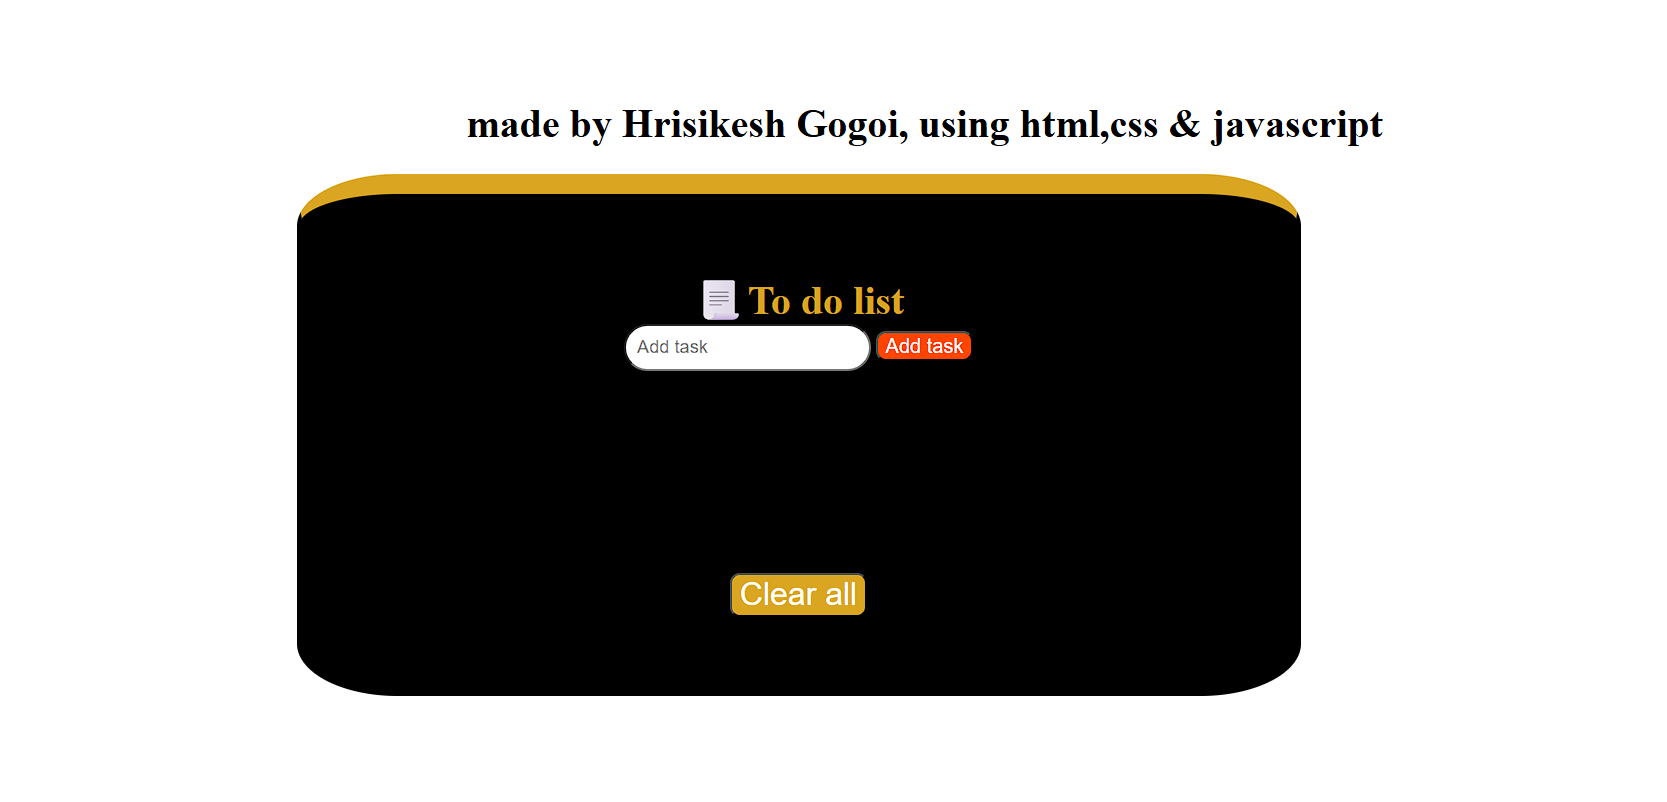 made by Hrisikesh Gogoi, using html,css & javascript
To do list
Add task Add task
Clear all